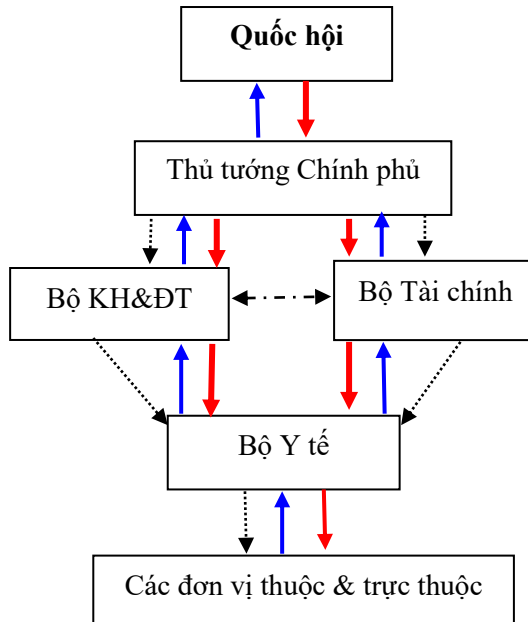 Quốc hội
Thủ tướng Chính phủ
Bộ KH&ĐT
Bộ Tài chính
Bộ Y tế
Các đơn vị thuộc & trực thuộc